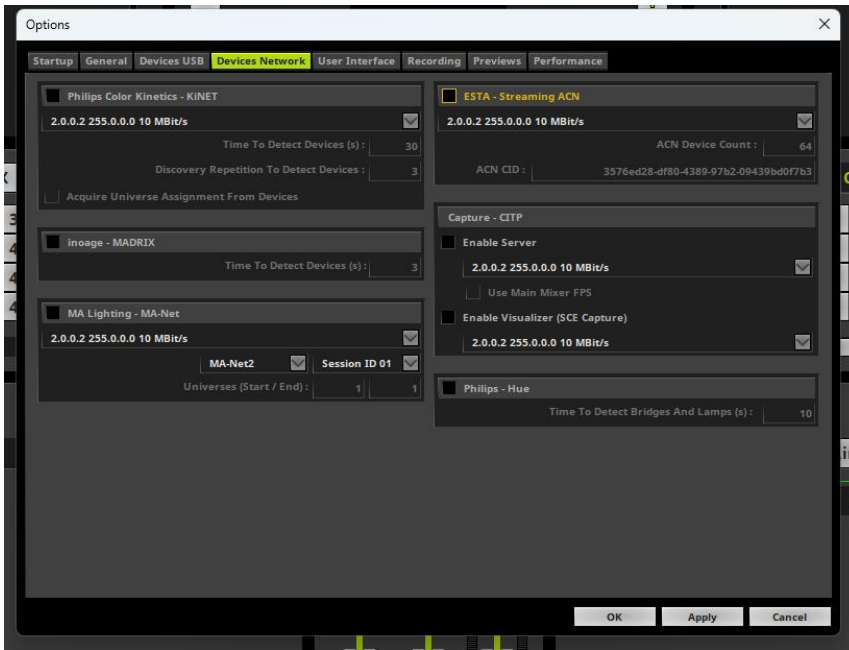 Options
Startup General Devices USB Devices Network User Interface Recording Previews Performance
Philips Color Kinetics - KiNET
2.0.0.2 255.0.0.0 10 MBit/s
Time To Detect Devices (s) : 30
Discovery Repetition To Detect Devices : 3
Acquire Universe Assignment From Devices
inoage - MADRIX
Time To Detect Devices (s) : 3
MA Lighting - MA-Net
2.0.0.2 255.0.0.0 10 MBit/s
MA-Net2 Session ID 01
Universes (Start / End) : 1 1
ESTA - Streaming ACN
2.0.0.2 255.0.0.0 10 MBit/s
ACN Device Count : 64
ACN CID : 3576ed28-df80-4389-97b2-09439bd0f7b3
Capture - CITP
Enable Server
2.0.0.2 255.0.0.0 10 MBit/s
Use Main Mixer FPS
Enable Visualizer (SCE Capture)
2.0.0.2 255.0.0.0 10 MBit/s
Philips - Hue
Time To Detect Bridges And Lamps (s) : 10
OK Apply Cancel